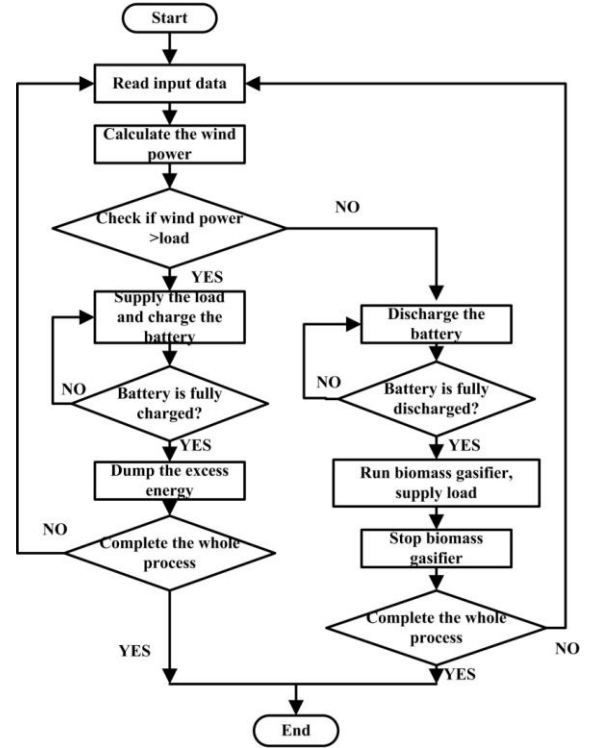 Start
Read input data
Calculate the wind
power
Check if wind power
>load
NO
YES
Supply the load
and charge the
battery
NO
Battery is fully
charged?
YES
Dump the excess
energy
NO
Complete the whole
process
YES
Discharge the
battery
NO
Battery is fully
discharged?
YES
Run biomass gasifier,
supply load
Stop biomass
gasifier
Complete the whole
process
NO
YES
End